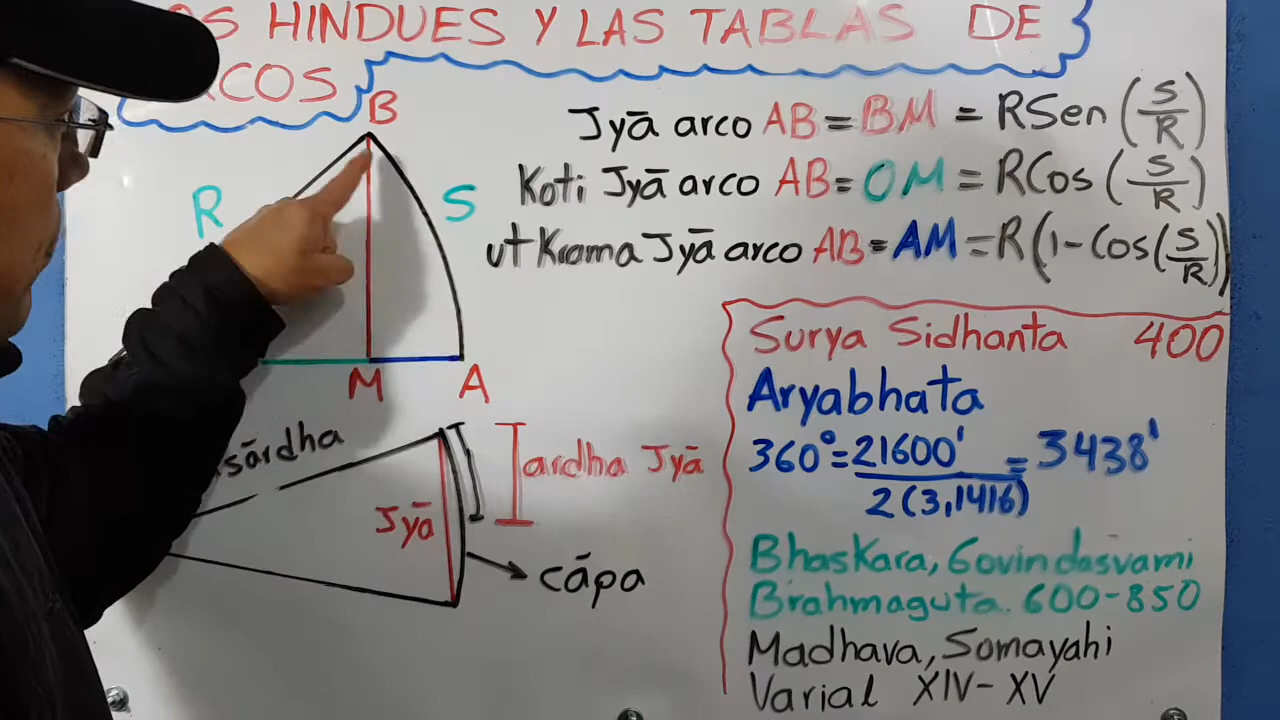 OS HINDUES Y LAS TABLAS DE
RCOS
B
R
S
M
A
Jyā arco AB = BM = RSen (S/R)
Koti Jyā arco AB = OM = RCos (S/R)
utKrama Jyā arco AB = AM = R(1 - Cos(S/R))
sārdha
Jyā
ardha Jyā
cāpa
Surya Sidhanta 400
Aryabhata
360° = 21600' / 2(3,1416) = 3438'
Bhaskara, Govindasvami
Brahmaguta. 600-850
Madhava, Somayahi
Varial XIV-XV